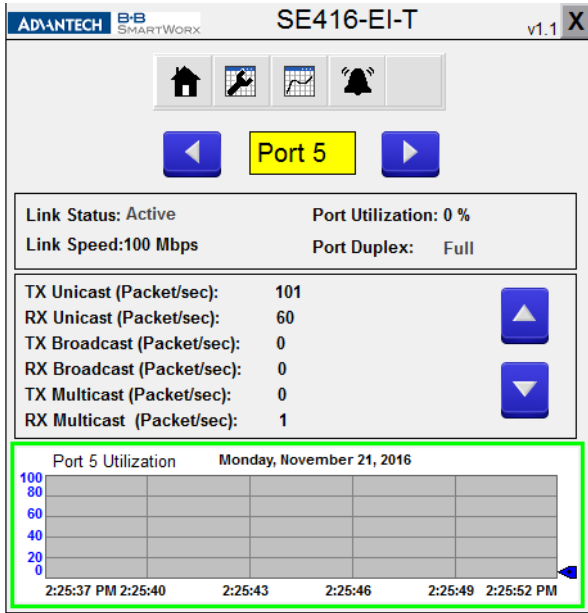 ADVANTECH B+B SMARTWORX SE416-EI-T v1.1 X
Port 5
Link Status: Active Port Utilization: 0 %
Link Speed:100 Mbps Port Duplex: Full
TX Unicast (Packet/sec): 101
RX Unicast (Packet/sec): 60
TX Broadcast (Packet/sec): 0
RX Broadcast (Packet/sec): 0
TX Multicast (Packet/sec): 0
RX Multicast (Packet/sec): 1
Port 5 Utilization Monday, November 21, 2016
100
80
60
40
20
0
2:25:37 PM 2:25:40 2:25:43 2:25:46 2:25:49 2:25:52 PM